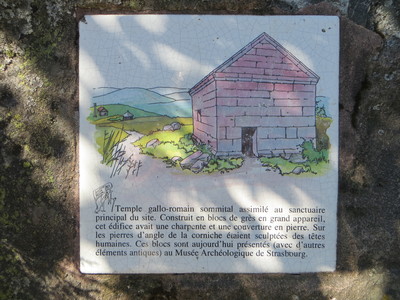 Temple gallo-romain sommital assimilé au sanctuaire
principal du site. Construit en blocs de grès en grand appareil,
cet édifice avait une charpente et une couverture en pierre. Sur
les pierres d'angle de la corniche étaient sculptées des têtes
humaines. Ces blocs sont aujourd'hui présentés (avec d'autres
éléments antiques) au Musée Archéologique de Strasbourg.